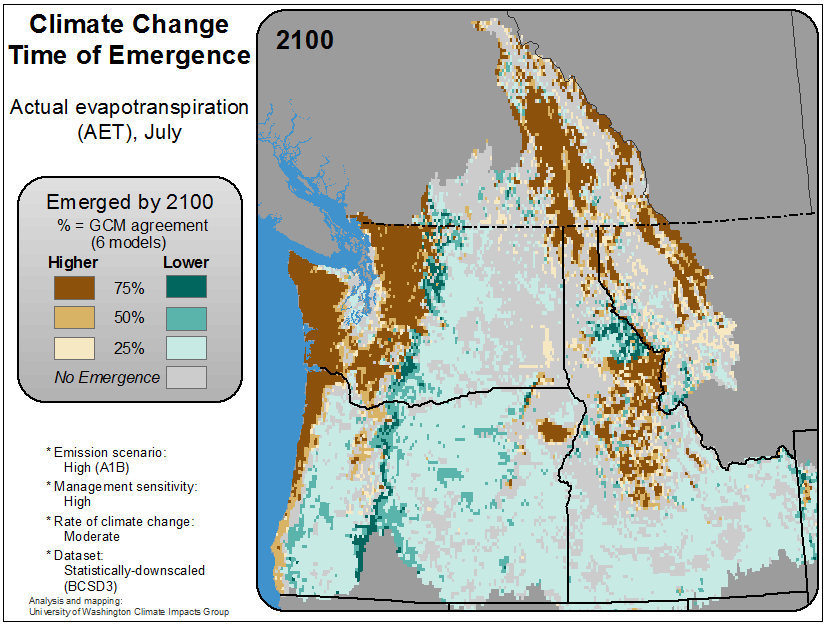 Climate Change
Time of Emergence
Actual evapotranspiration
(AET), July
Emerged by 2100
% = GCM agreement
(6 models)
Higher Lower
75%
50%
25%
No Emergence
* Emission scenario:
High (A1B)
* Management sensitivity:
High
* Rate of climate change:
Moderate
* Dataset:
Statistically-downscaled
(BCSD3)
Analysis and mapping:
University of Washington Climate Impacts Group
2100